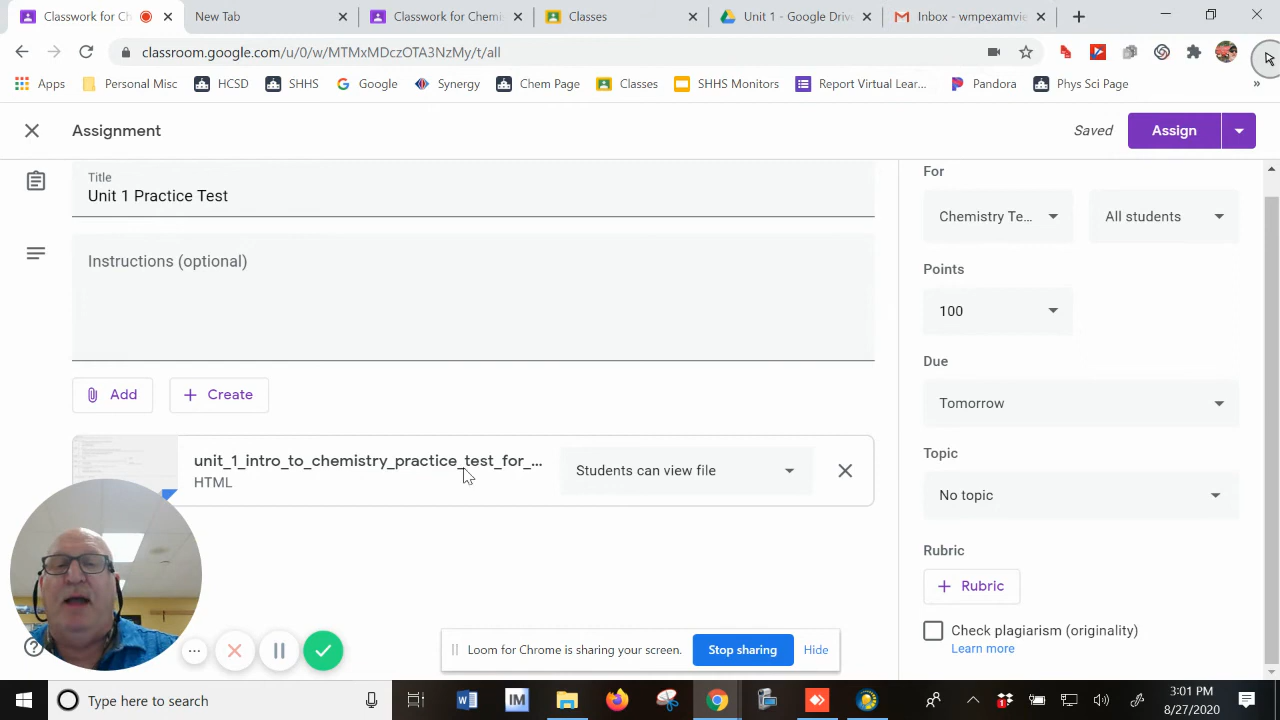 Classwork for C
New Tab
Classwork for Chemi
Classes
Unit 1 - Google Driv
Inbox - wmpexamvie
classroom.google.com/u/0/w/MTMxMDczOTA3NzMy/t/all
Apps
Personal Misc
HCSD
SHHS
Google
Synergy
Chem Page
Classes
SHHS Monitors
Report Virtual Lear...
Pandora
Phys Sci Page
»
Assignment
Saved
Assign
Title
Unit 1 Practice Test
Instructions (optional)
Add
Create
unit_1_intro_to_chemistry_practice_test_for_...
HTML
Students can view file
For
Chemistry Te...
All students
Points
100
Due
Tomorrow
Topic
No topic
Rubric
Rubric
Check plagiarism (originality)
Learn more
Loom for Chrome is sharing your screen.
Stop sharing
Hide
Type here to search
W
IM
1
3:01 PM
8/27/2020
1